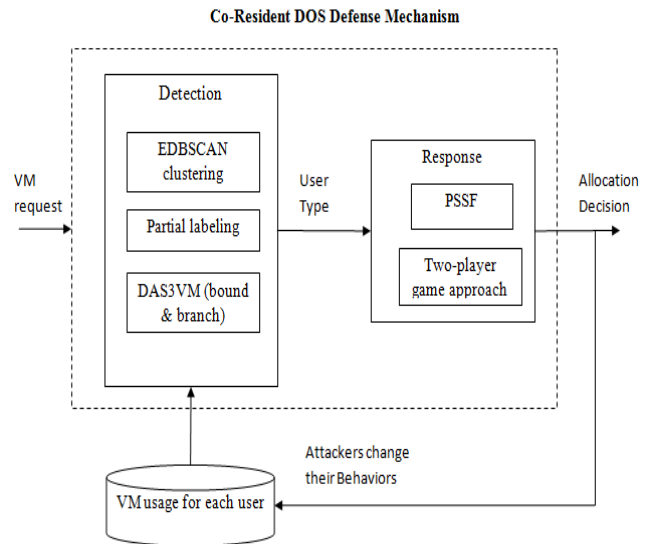 Co-Resident DOS Defense Mechanism
Detection
EDBSCAN
clustering
Partial labeling
DAS3VM (bound
& branch)
VM
request
User
Type
Response
PSSF
Two-player
game approach
Allocation
Decision
Attackers change
their Behaviors
VM usage for each user